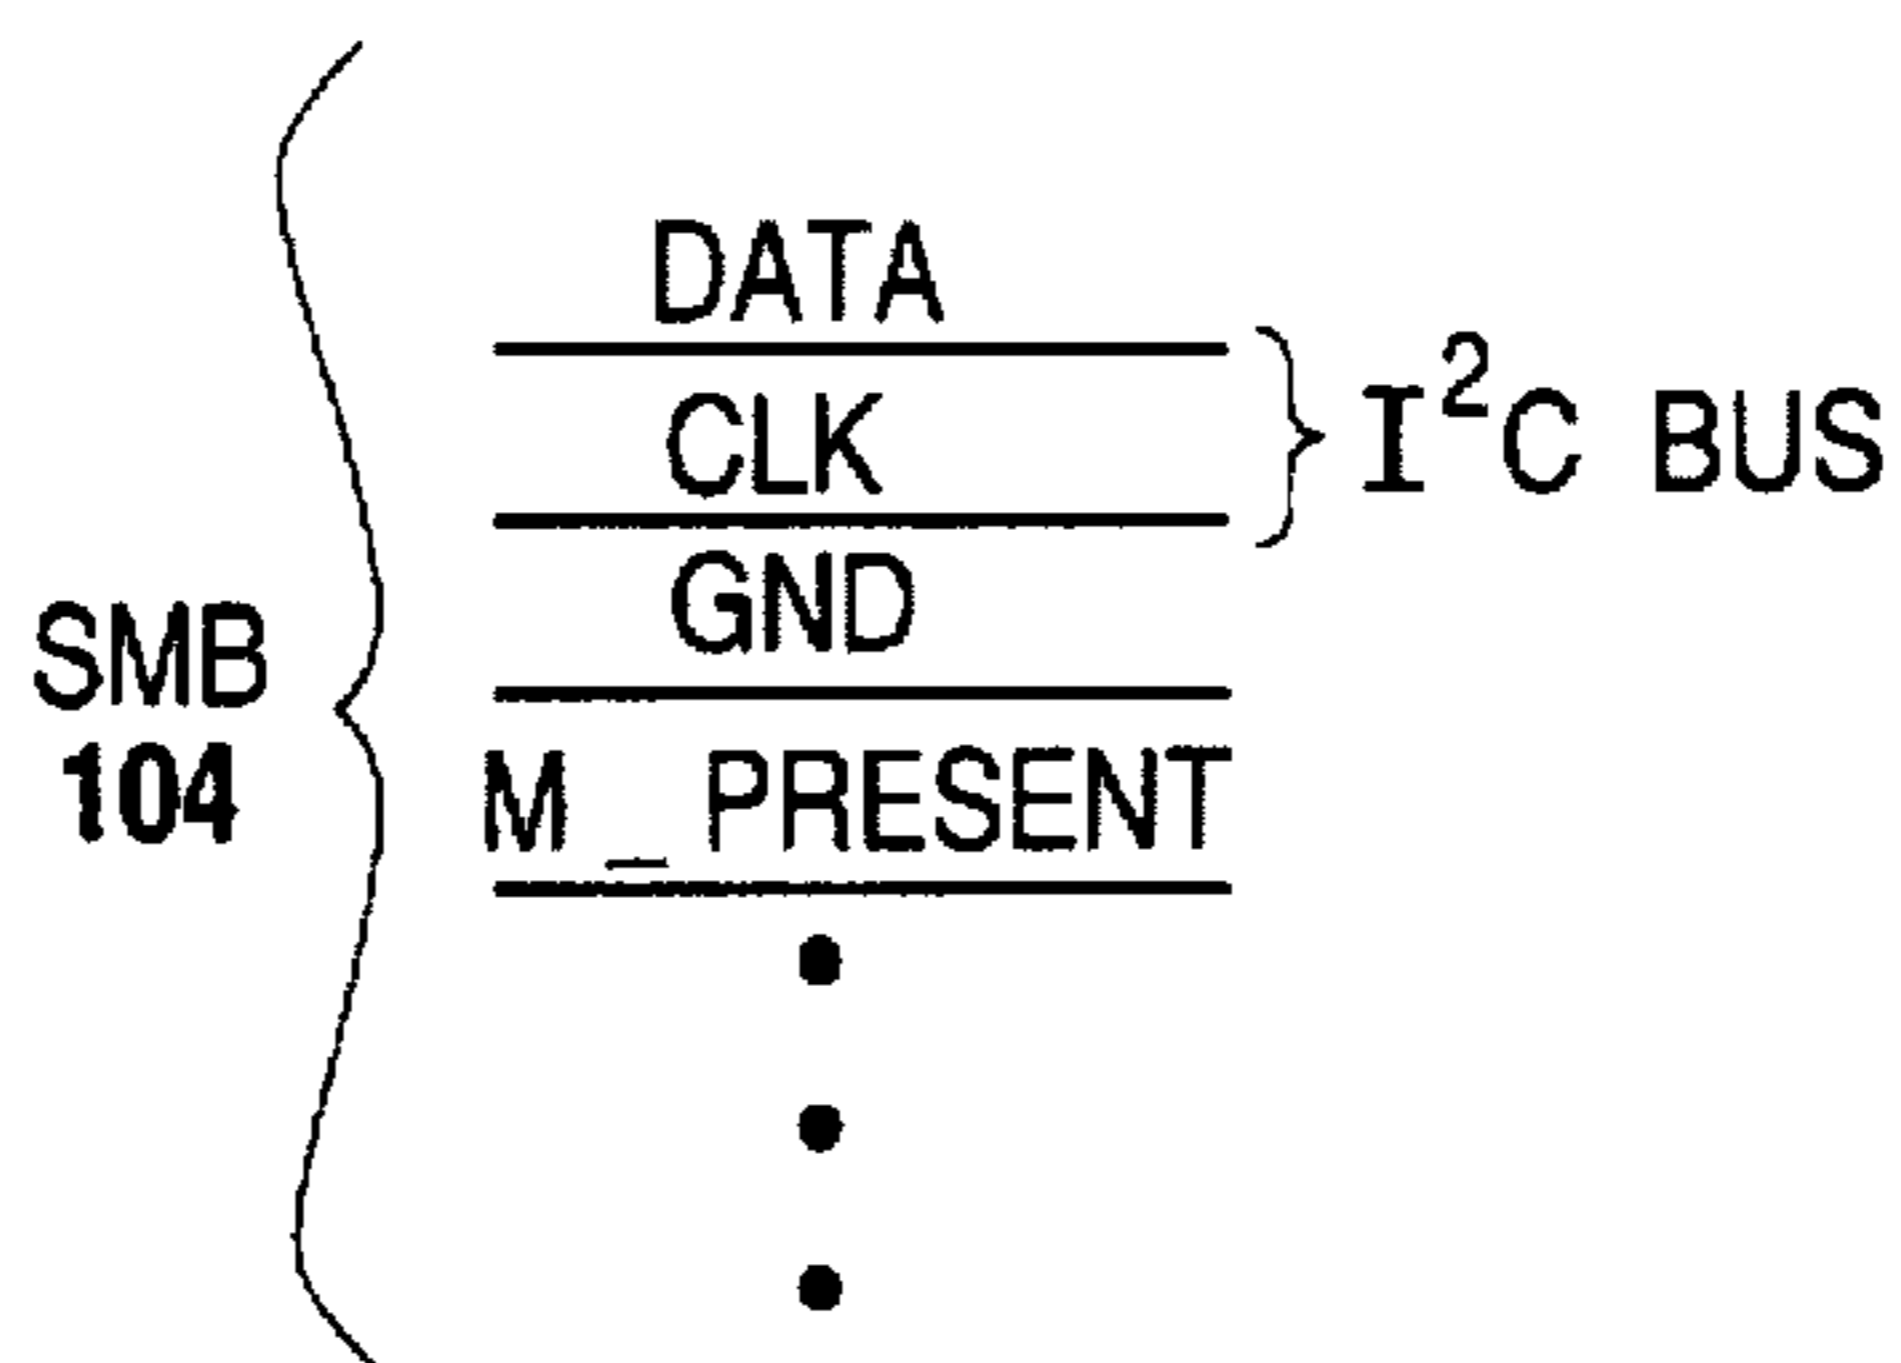 DATA
CLK
I²C BUS
GND
SMB
104
M_PRESENT